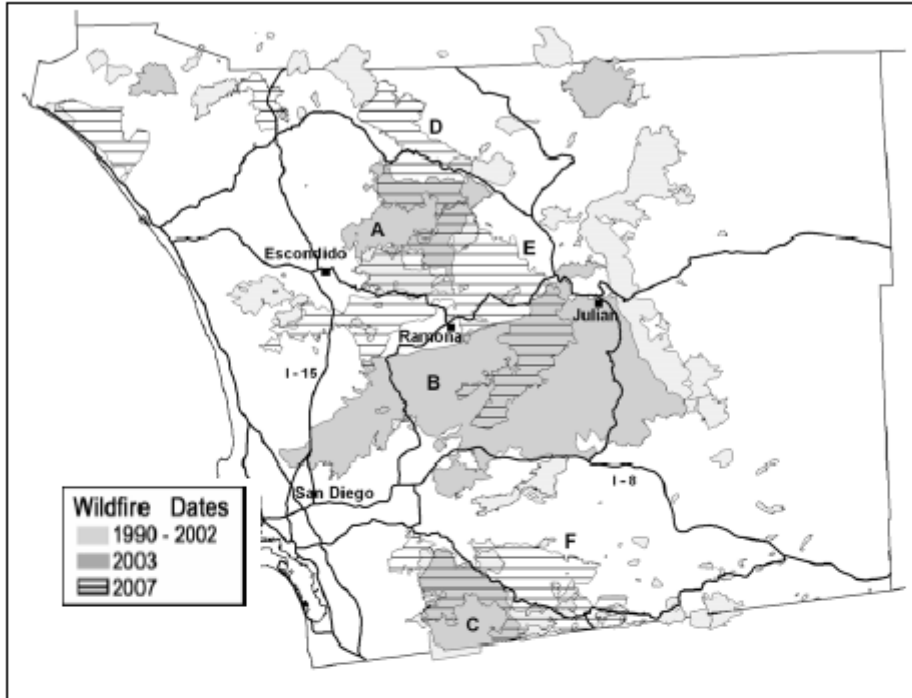 D
A
E
Escondido
Julian
Ramona
I - 15
B
San Diego
I - 8
Wildfire Dates
1990 - 2002
2003
2007
F
C